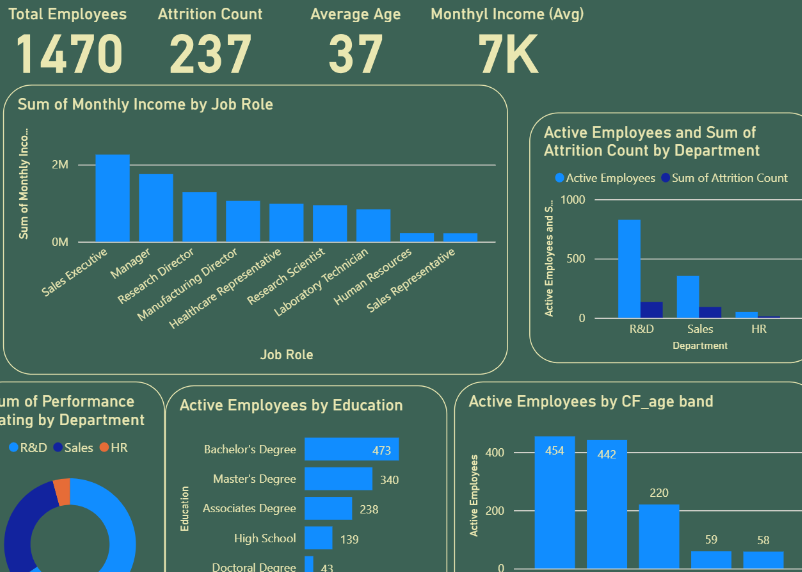 Total Employees
Attrition Count
Average Age
Monthyl Income (Avg)
1470
237
37
7K
Sum of Monthly Income by Job Role
Sum of Monthly Inco...
2M
0M
Sales Executive
Manager
Research Director
Manufacturing Director
Healthcare Representative
Research Scientist
Laboratory Technician
Human Resources
Sales Representative
Job Role
Active Employees and Sum of
Attrition Count by Department
Active Employees
Sum of Attrition Count
Active Employees and S...
1000
500
0
R&D
Sales
HR
Department
um of Performance
ating by Department
R&D
Sales
HR
Active Employees by Education
Education
Bachelor's Degree
473
Master's Degree
340
Associates Degree
238
High School
139
Doctoral Degree
43
Active Employees by CF_age band
Active Employees
400
200
0
454
442
220
59
58